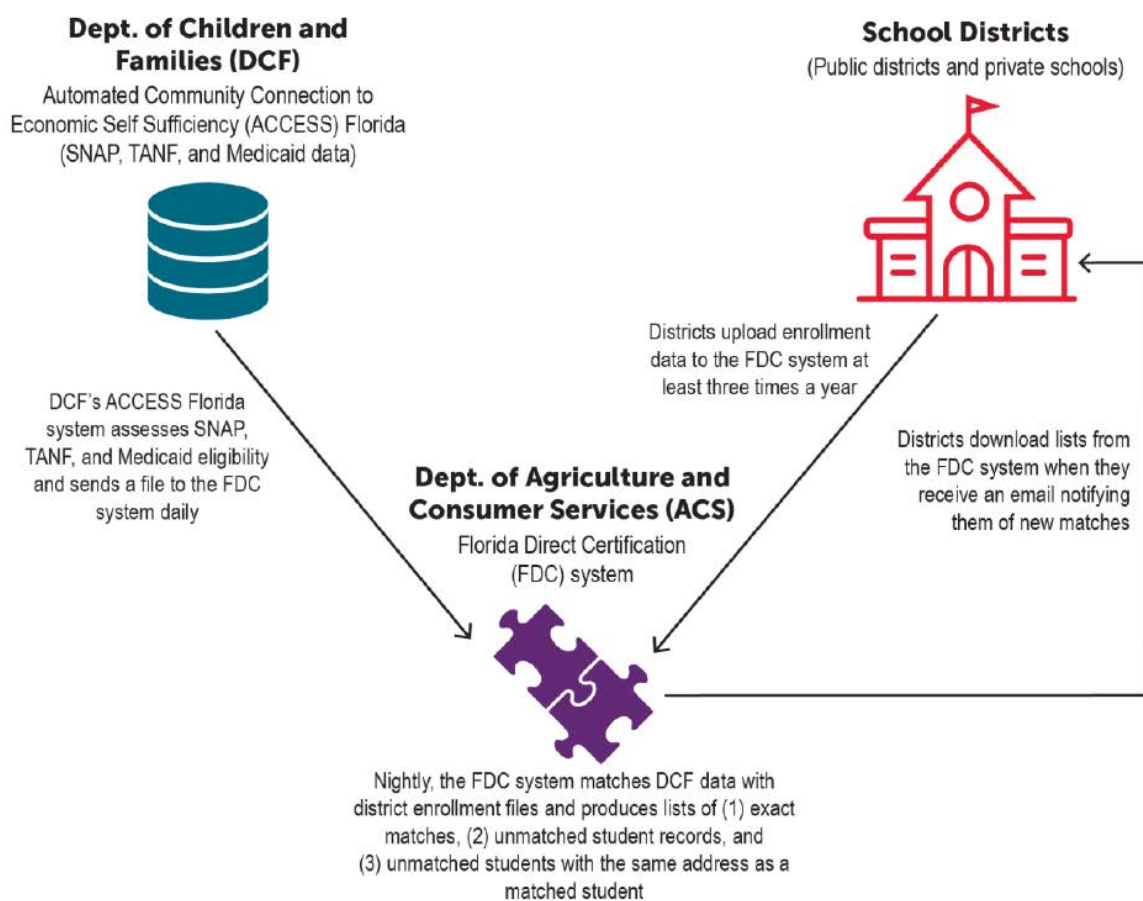 Dept. of Children and
Families (DCF)
Automated Community Connection to
Economic Self Sufficiency (ACCESS) Florida
(SNAP, TANF, and Medicaid data)
School Districts
(Public districts and private schools)
DCF's ACCESS Florida
system assesses SNAP,
TANF, and Medicaid eligibility
and sends a file to the FDC
system daily
Districts upload enrollment
data to the FDC system at
least three times a year
Districts download lists from
the FDC system when they
receive an email notifying
them of new matches
Dept. of Agriculture and
Consumer Services (ACS)
Florida Direct Certification
(FDC) system
Nightly, the FDC system matches DCF data with
district enrollment files and produces lists of (1) exact
matches, (2) unmatched student records, and
(3) unmatched students with the same address as a
matched student